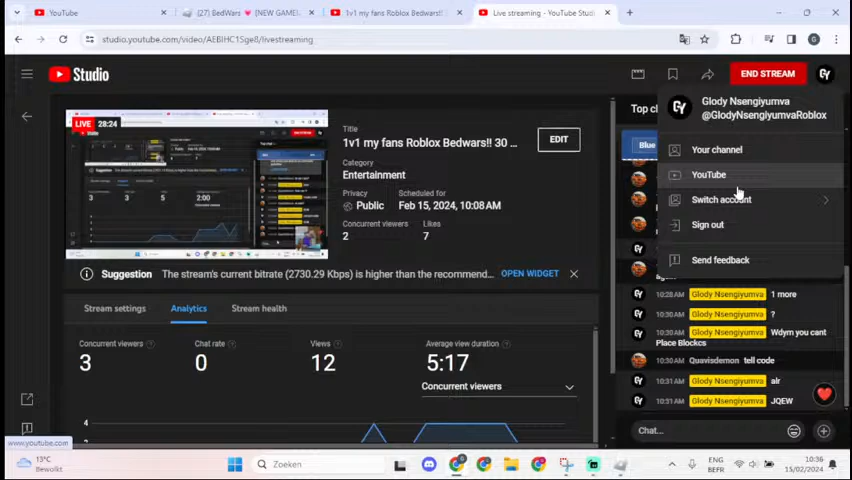 YouTube
(27) BedWars 💗 [NEW GAME!
1v1 my fans Roblox Bedwars!!
Live streaming - YouTube Studio
studio.youtube.com/video/AEBIHC1Sge8/livestreaming
Studio
END STREAM
GY
Top c
Glody Nsengiyumva
@GlodyNsengiyumvaRoblox
Blue
Your channel
YouTube
Switch account
Sign out
Send feedback
LIVE 28:24
Title
1v1 my fans Roblox Bedwars!! 30 ...
EDIT
Category
Entertainment
Privacy
Public
Scheduled for
Feb 15, 2024, 10:08 AM
Concurrent viewers
2
Likes
7
Suggestion The stream's current bitrate (2730.29 Kbps) is higher than the recommend... OPEN WIDGET
Stream settings Analytics Stream health
Concurrent viewers
3
Chat rate
0
Views
12
Average view duration
5:17
Concurrent viewers
4
10:28 AM Glody Nsengiyumva 1 more
10:30 AM Glody Nsengiyumva ?
10:30 AM Glody Nsengiyumva Wdym you cant
Place Blockcs
10:30 AM Quavisdemon tell code
10:31 AM Glody Nsengiyumva alr
10:31 AM Glody Nsengiyumva JQEW
Chat...
www.youtube.com
13°C
Bewolkt
Zoeken
ENG
BEFR
10:36
15/02/2024